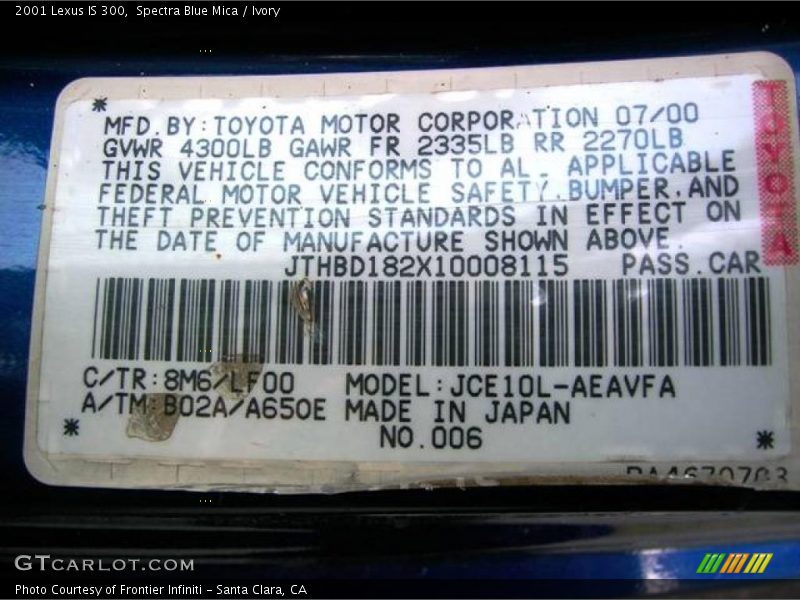 2001 Lexus IS 300,  Spectra Blue Mica / Ivory
MFD.BY:TOYOTA MOTOR CORPORATION 07/00
GVWR 4300LB GAWR FR 2335LB RR 2270LB
THIS VEHICLE CONFORMS TO AL. APPLICABLE
FEDERAL MOTOR VEHICLE SAFETY.BUMPER.AND
THEFT PREVENTION STANDARDS IN EFFECT ON
THE DATE OF MANUFACTURE SHOWN ABOVE.
JTHBD182X10008115 PASS.CAR
TOYOTA
C/TR:8M6/LF00 MODEL:JCE10L-AEAVFA
A/TM:B02A/A650E MADE IN JAPAN
NO.006
GTCARLOT.COM
Photo Courtesy of Frontier Infiniti - Santa Clara, CA